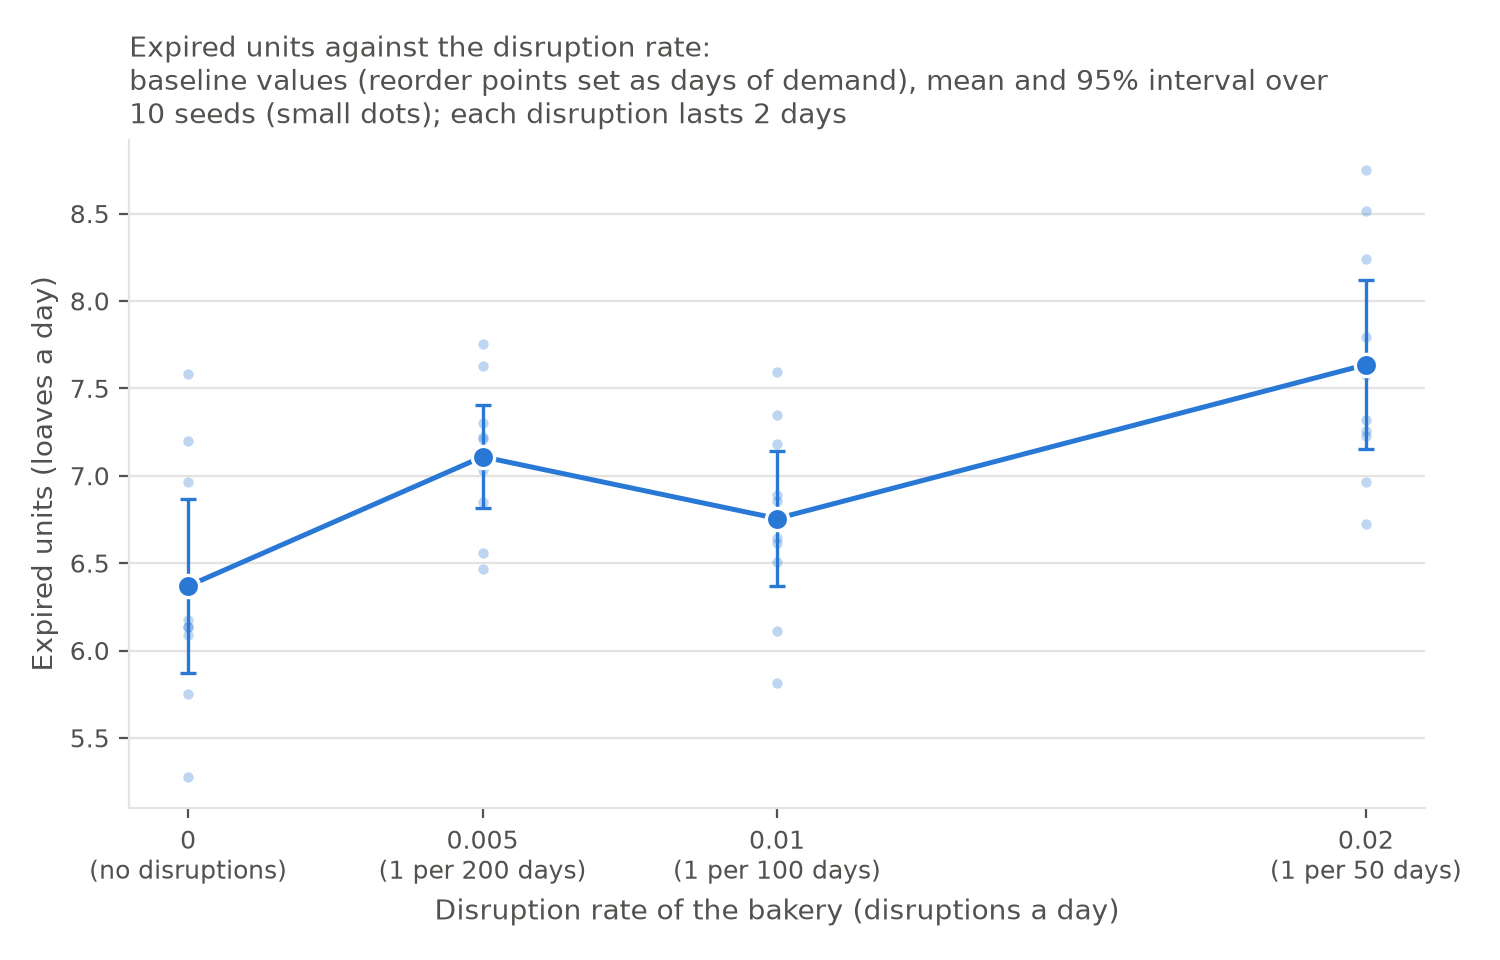 Expired units against the disruption rate:
baseline values (reorder points set as days of demand), mean and 95% interval over
10 seeds (small dots); each disruption lasts 2 days
Expired units (loaves a day)
8.5
8.0
7.5
7.0
6.5
6.0
5.5
0
(no disruptions)
0.005
(1 per 200 days)
0.01
(1 per 100 days)
0.02
(1 per 50 days)
Disruption rate of the bakery (disruptions a day)